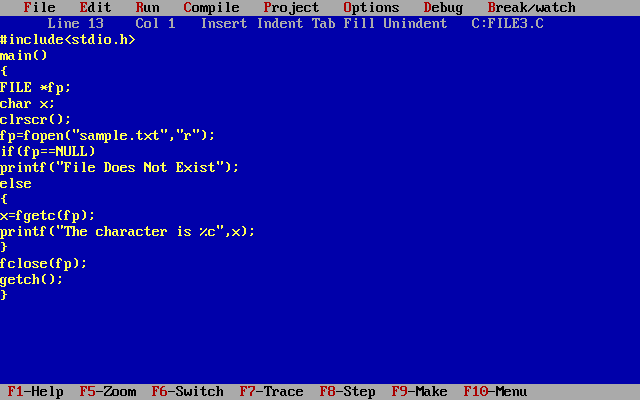 File Edit Run Compile Project Options Debug Break/watch
Line 13 Col 1 Insert Indent Tab Fill Unindent C:FILE3.C
#include<stdio.h>
main()
{
FILE *fp;
char x;
clrscr();
fp=fopen("sample.txt","r");
if(fp==NULL)
printf("File Does Not Exist");
else
{
x=fgetc(fp);
printf("The character is %c",x);
}
fclose(fp);
getch();
}
F1-Help F5-Zoom F6-Switch F7-Trace F8-Step F9-Make F10-Menu